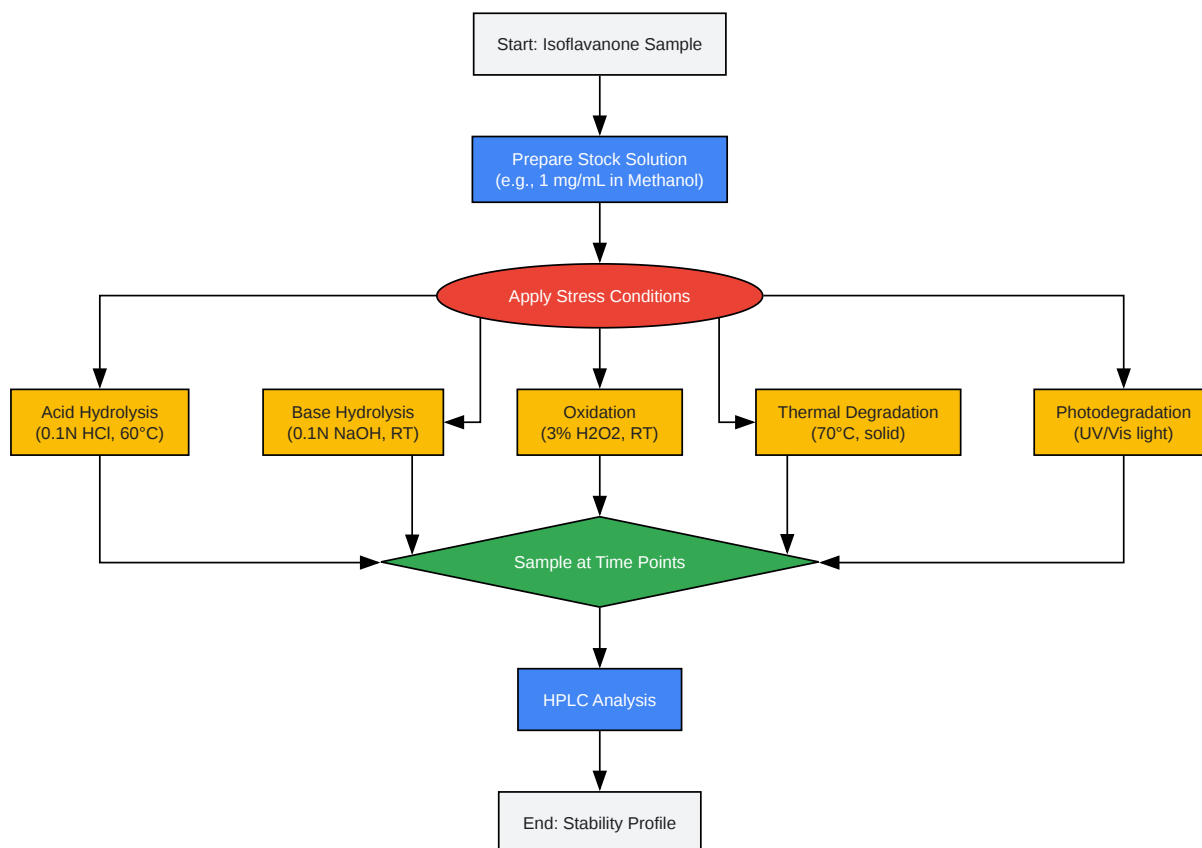 Start: Isoflavanone Sample
Prepare Stock Solution
(e.g., 1 mg/mL in Methanol)
Apply Stress Conditions
Acid Hydrolysis
(0.1N HCl, 60°C)
Base Hydrolysis
(0.1N NaOH, RT)
Oxidation
(3% H2O2, RT)
Thermal Degradation
(70°C, solid)
Photodegradation
(UV/Vis light)
Sample at Time Points
HPLC Analysis
End: Stability Profile